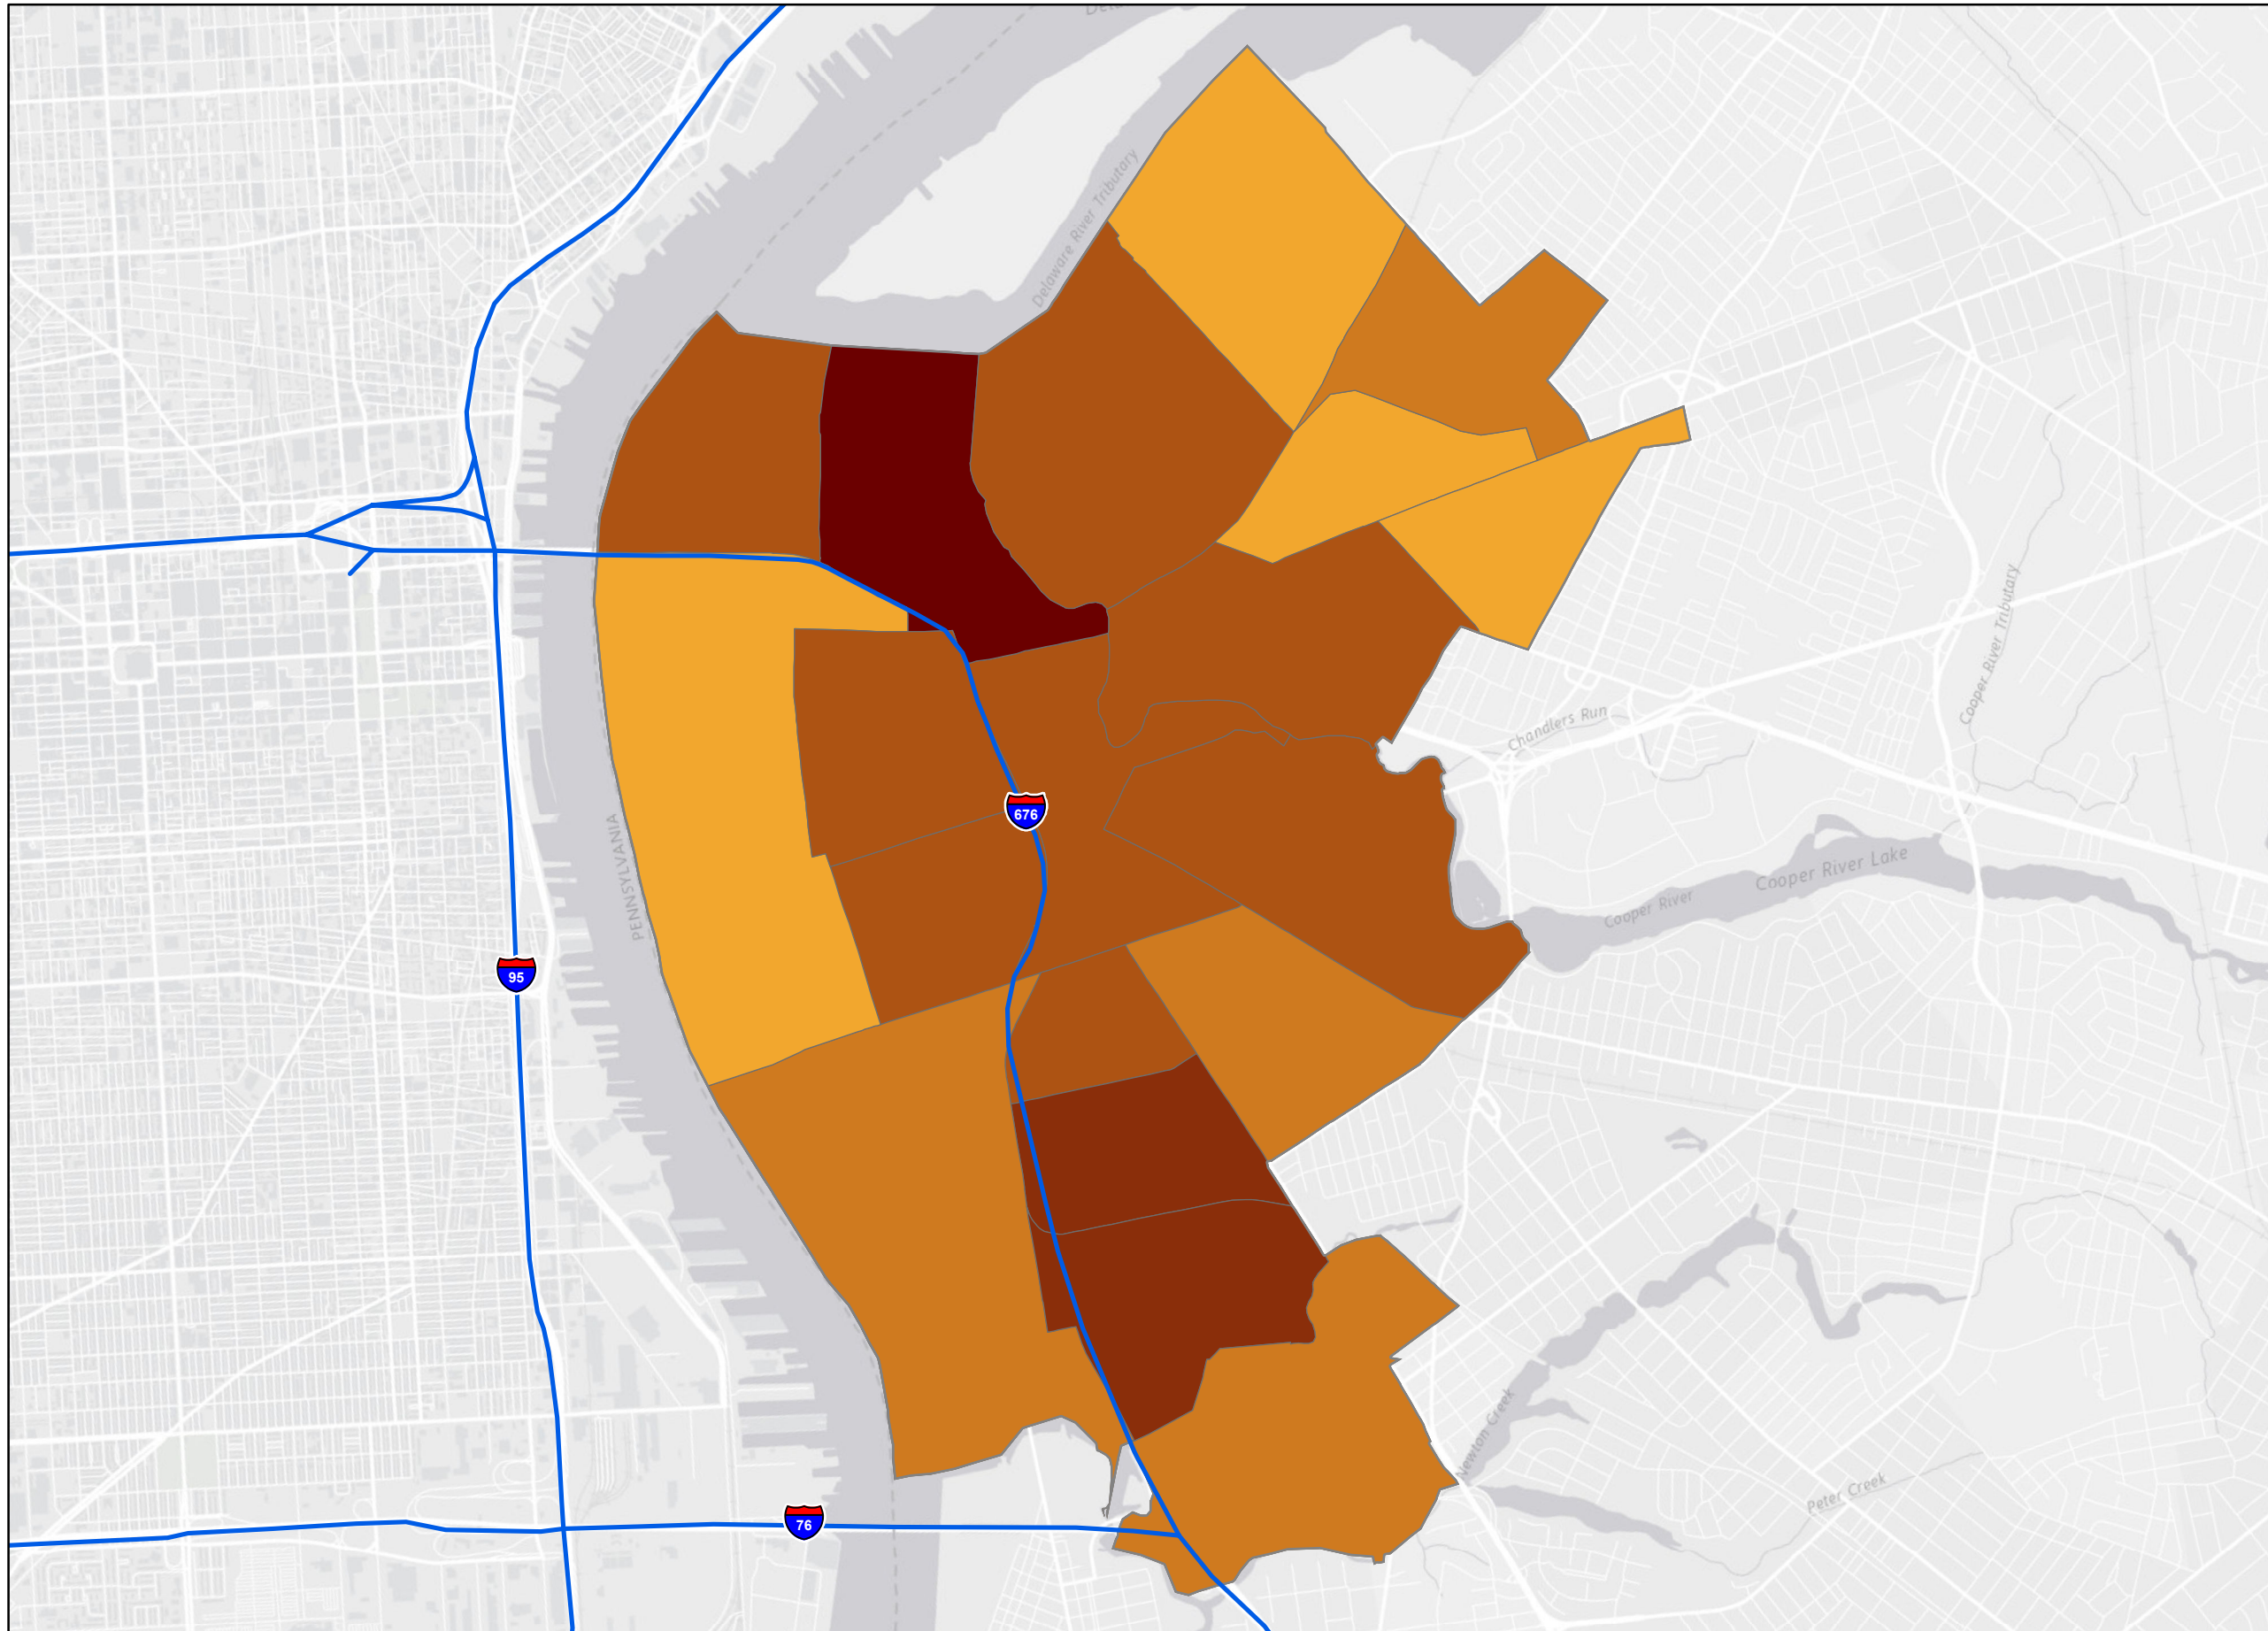 Delaware River Tributary
676
PENNSYLVANIA
95
76
Chandlers Run
Cooper River Tributary
Cooper River Lake
Cooper River
Newton Creek
Peter Creek